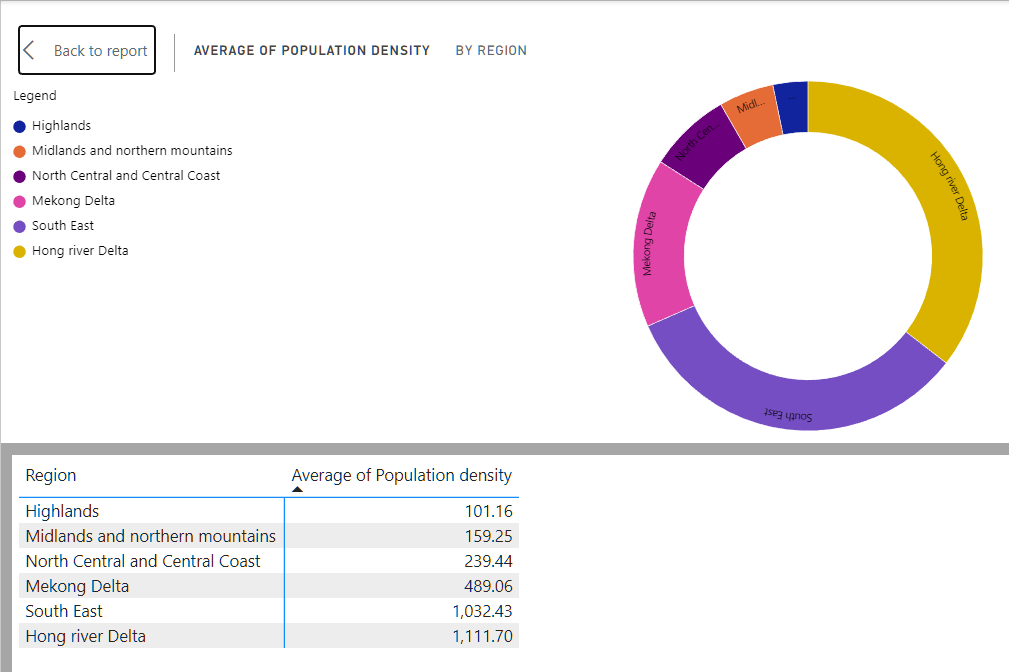 Back to report
AVERAGE OF POPULATION DENSITY BY REGION
Legend
Highlands
Midlands and northern mountains
North Central and Central Coast
Mekong Delta
South East
Hong river Delta
...
Midl...
North Cen...
Hong river Delta
Mekong Delta
South East
Region Average of Population density
Highlands 101.16
Midlands and northern mountains 159.25
North Central and Central Coast 239.44
Mekong Delta 489.06
South East 1,032.43
Hong river Delta 1,111.70